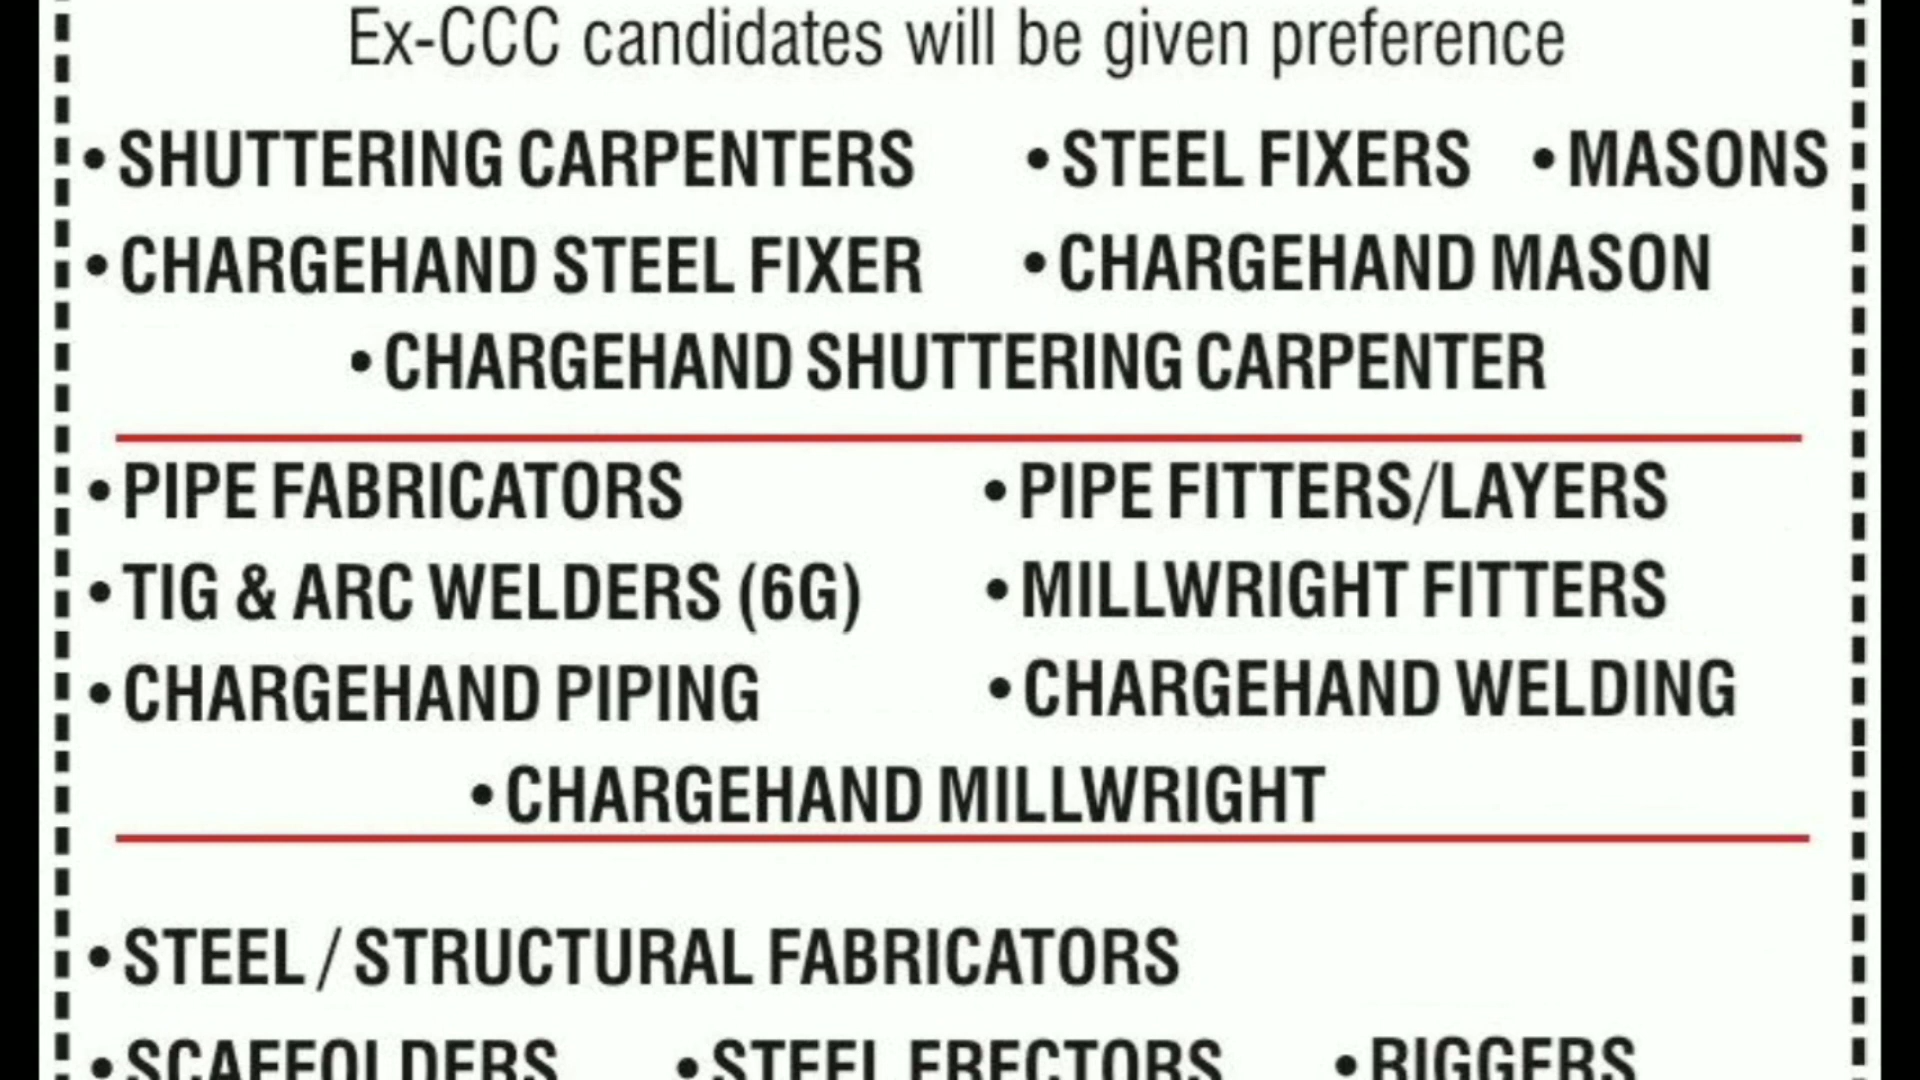 Ex-CCC candidates will be given preference
• SHUTTERING CARPENTERS • STEEL FIXERS • MASONS
• CHARGEHAND STEEL FIXER • CHARGEHAND MASON
• CHARGEHAND SHUTTERING CARPENTER
• PIPE FABRICATORS • PIPE FITTERS/LAYERS
• TIG & ARC WELDERS (6G) • MILLWRIGHT FITTERS
• CHARGEHAND PIPING • CHARGEHAND WELDING
• CHARGEHAND MILLWRIGHT
• STEEL / STRUCTURAL FABRICATORS
• SCAFFOLDERS • STEEL ERECTORS • RIGGERS